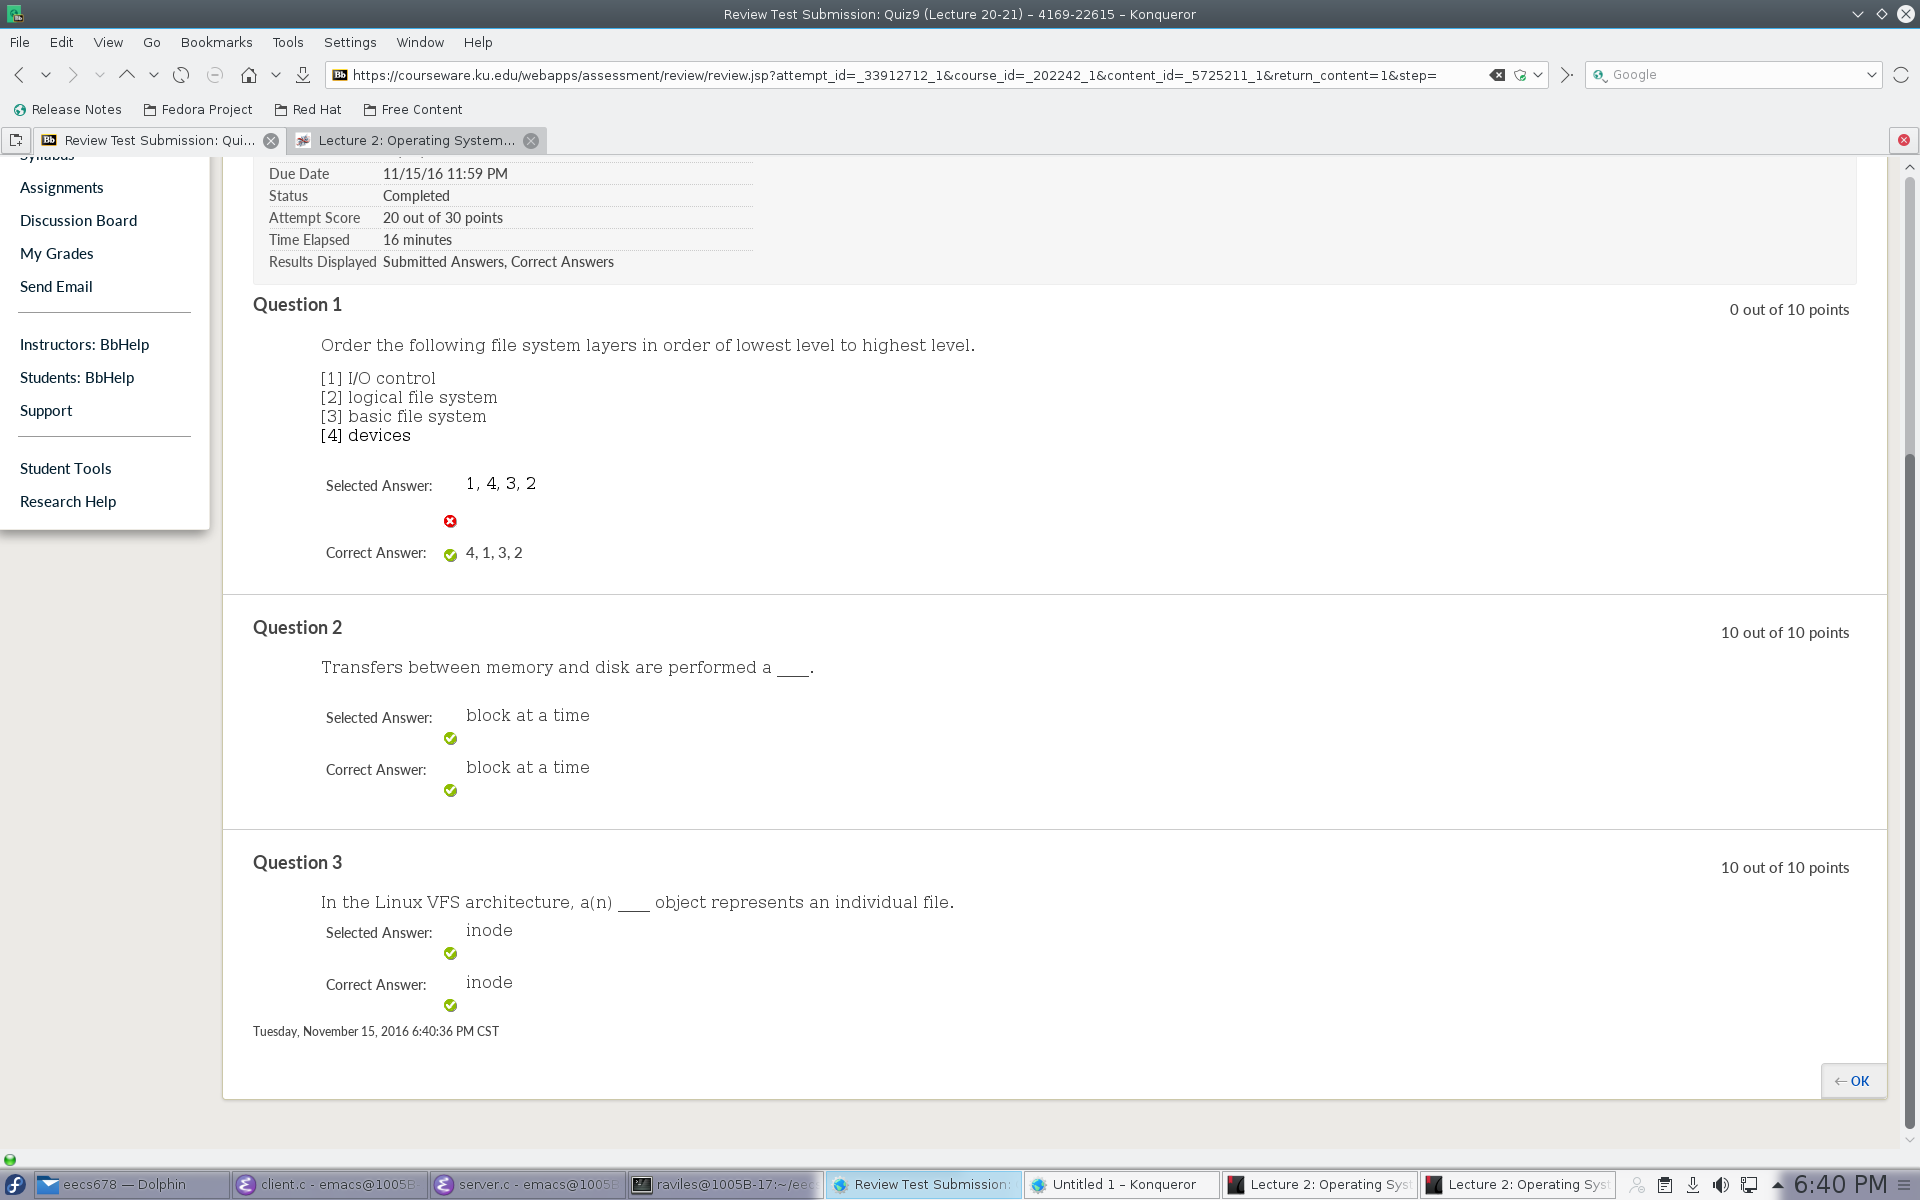 Review Test Submission: Quiz9 (Lecture 20-21) – 4169-22615 – Konqueror
File Edit View Go Bookmarks Tools Settings Window Help
Bb https://courseware.ku.edu/webapps/assessment/review/review.jsp?attempt_id=_33912712_1&course_id=_202242_1&content_id=_5725211_1&return_content=1&step= Google
Release Notes Fedora Project Red Hat Free Content
Bb Review Test Submission: Qui... Lecture 2: Operating System...
Syllabus
Assignments
Discussion Board
My Grades
Send Email
Instructors: BbHelp
Students: BbHelp
Support
Student Tools
Research Help
Due Date 11/15/16 11:59 PM
Status Completed
Attempt Score 20 out of 30 points
Time Elapsed 16 minutes
Results Displayed Submitted Answers, Correct Answers
Question 1 0 out of 10 points
Order the following file system layers in order of lowest level to highest level.
[1] I/O control
[2] logical file system
[3] basic file system
[4] devices
Selected Answer: 1, 4, 3, 2
Correct Answer: 4, 1, 3, 2
Question 2 10 out of 10 points
Transfers between memory and disk are performed a ____.
Selected Answer: block at a time
Correct Answer: block at a time
Question 3 10 out of 10 points
In the Linux VFS architecture, a(n) ____ object represents an individual file.
Selected Answer: inode
Correct Answer: inode
Tuesday, November 15, 2016 6:40:36 PM CST
← OK
eecs678 — Dolphin client.c - emacs@1005B server.c - emacs@1005 raviles@1005B-17:~/eec Review Test Submission: Untitled 1 – Konqueror Lecture 2: Operating Syst Lecture 2: Operating Syst 6:40 PM